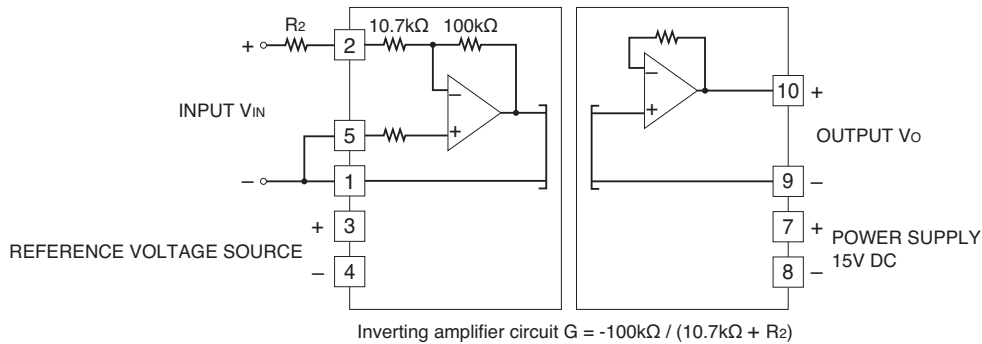 R2
10.7kΩ
100kΩ
+
2
INPUT VIN
−
+
5
−
1
+
3
REFERENCE VOLTAGE SOURCE
−
4
−
+
10
+
OUTPUT VO
9
−
7
+
POWER SUPPLY
15V DC
8
−
Inverting amplifier circuit G = -100kΩ / (10.7kΩ + R2)